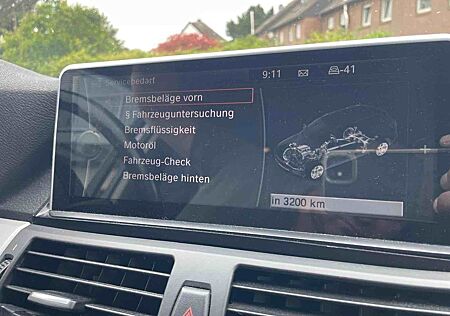 Servicebedarf
9:11 -41
Bremsbeläge vorn
§ Fahrzeuguntersuchung
Bremsflüssigkeit
Motoröl
Fahrzeug-Check
Bremsbeläge hinten
in 3200 km